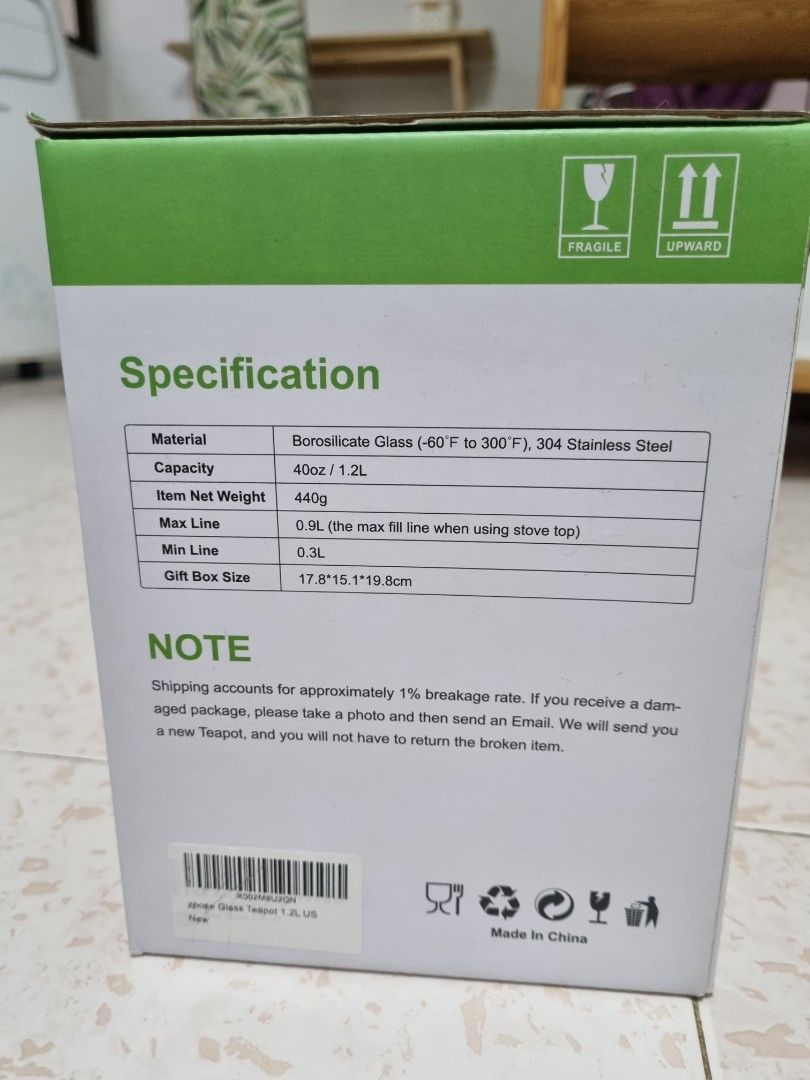 FRAGILE
UPWARD
Specification
Material Borosilicate Glass (-60°F to 300°F), 304 Stainless Steel
Capacity 40oz / 1.2L
Item Net Weight 440g
Max Line 0.9L (the max fill line when using stove top)
Min Line 0.3L
Gift Box Size 17.8*15.1*19.8cm
NOTE
Shipping accounts for approximately 1% breakage rate. If you receive a dam-
aged package, please take a photo and then send an Email. We will send you
a new Teapot, and you will not have to return the broken item.
Glass Teapot 1.2L US
New
Made In China